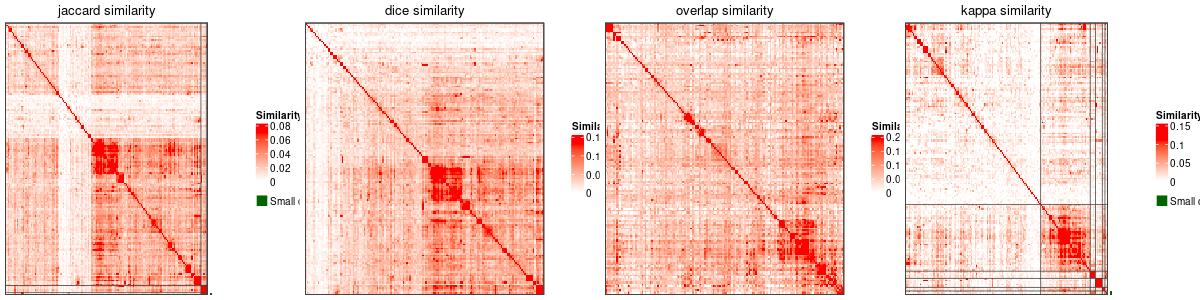 jaccard similarity
dice similarity
overlap similarity
kappa similarity
Similarity
0.08
0.06
0.04
0.02
0
Small
Simila
0.1
0.1
0.
0
Simila
0.2
0.1
0.1
0.
0
Similarity
0.15
0.1
0.05
0
Small